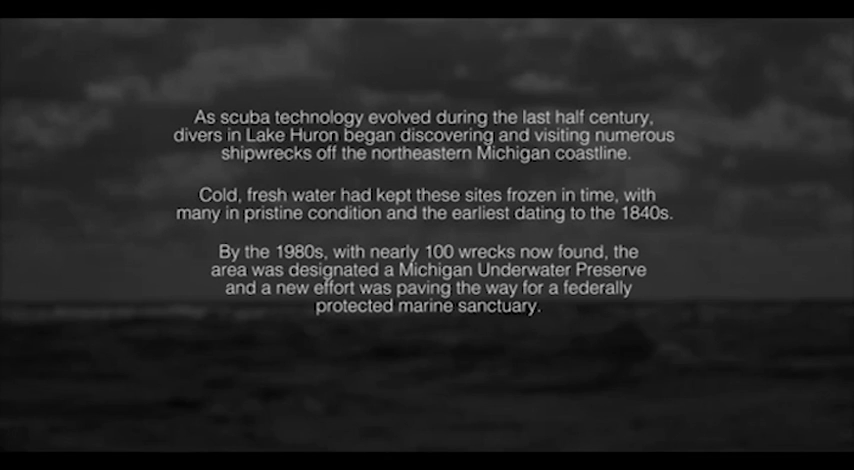 As scuba technology evolved during the last half century,
divers in Lake Huron began discovering and visiting numerous
shipwrecks off the northeastern Michigan coastline.
Cold, fresh water had kept these sites frozen in time, with
many in pristine condition and the earliest dating to the 1840s.
By the 1980s, with nearly 100 wrecks now found, the
area was designated a Michigan Underwater Preserve
and a new effort was paving the way for a federally
protected marine sanctuary.